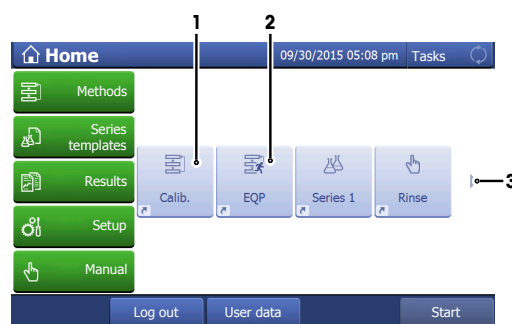 1
2
Home
09/30/2015 05:08 pm
Tasks
Methods
Series
templates
Results
Setup
Manual
Calib.
EQP
Series 1
Rinse
3
Log out
User data
Start